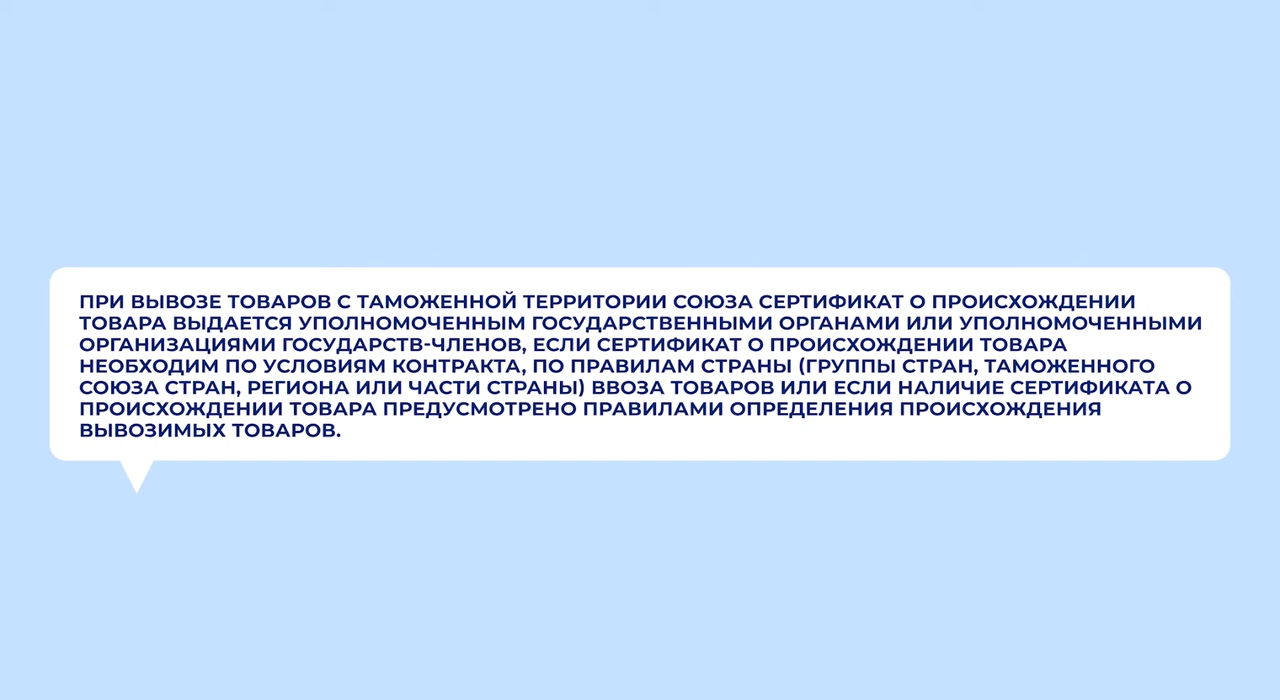 ПРИ ВЫВОЗЕ ТОВАРОВ С ТАМОЖЕННОЙ ТЕРРИТОРИИ СОЮЗА СЕРТИФИКАТ О ПРОИСХОЖДЕНИИ
ТОВАРА ВЫДАЕТСЯ УПОЛНОМОЧЕННЫМ ГОСУДАРСТВЕННЫМИ ОРГАНАМИ ИЛИ УПОЛНОМОЧЕННЫМИ
ОРГАНИЗАЦИЯМИ ГОСУДАРСТВ-ЧЛЕНОВ, ЕСЛИ СЕРТИФИКАТ О ПРОИСХОЖДЕНИИ ТОВАРА
НЕОБХОДИМ ПО УСЛОВИЯМ КОНТРАКТА, ПО ПРАВИЛАМ СТРАНЫ (ГРУППЫ СТРАН, ТАМОЖЕННОГО
СОЮЗА СТРАН, РЕГИОНА ИЛИ ЧАСТИ СТРАНЫ) ВВОЗА ТОВАРОВ ИЛИ ЕСЛИ НАЛИЧИЕ СЕРТИФИКАТА О
ПРОИСХОЖДЕНИИ ТОВАРА ПРЕДУСМОТРЕНО ПРАВИЛАМИ ОПРЕДЕЛЕНИЯ ПРОИСХОЖДЕНИЯ
ВЫВОЗИМЫХ ТОВАРОВ.